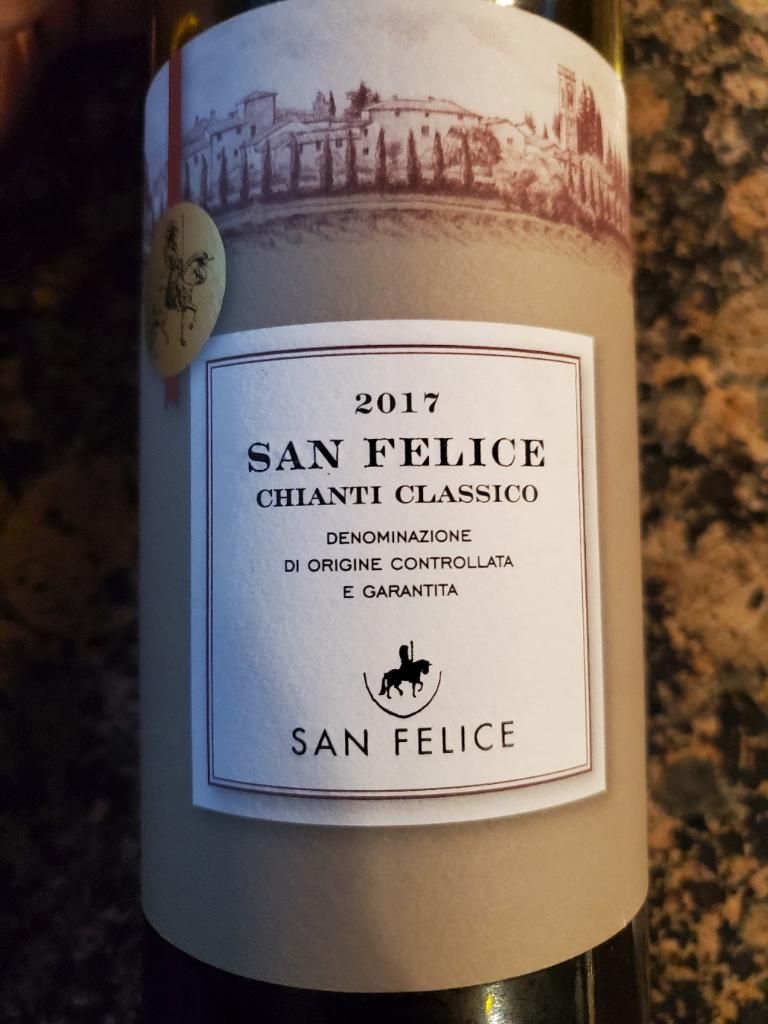 2017
SAN FELICE
CHIANTI CLASSICO
DENOMINAZIONE
DI ORIGINE CONTROLLATA
E GARANTITA
SAN FELICE